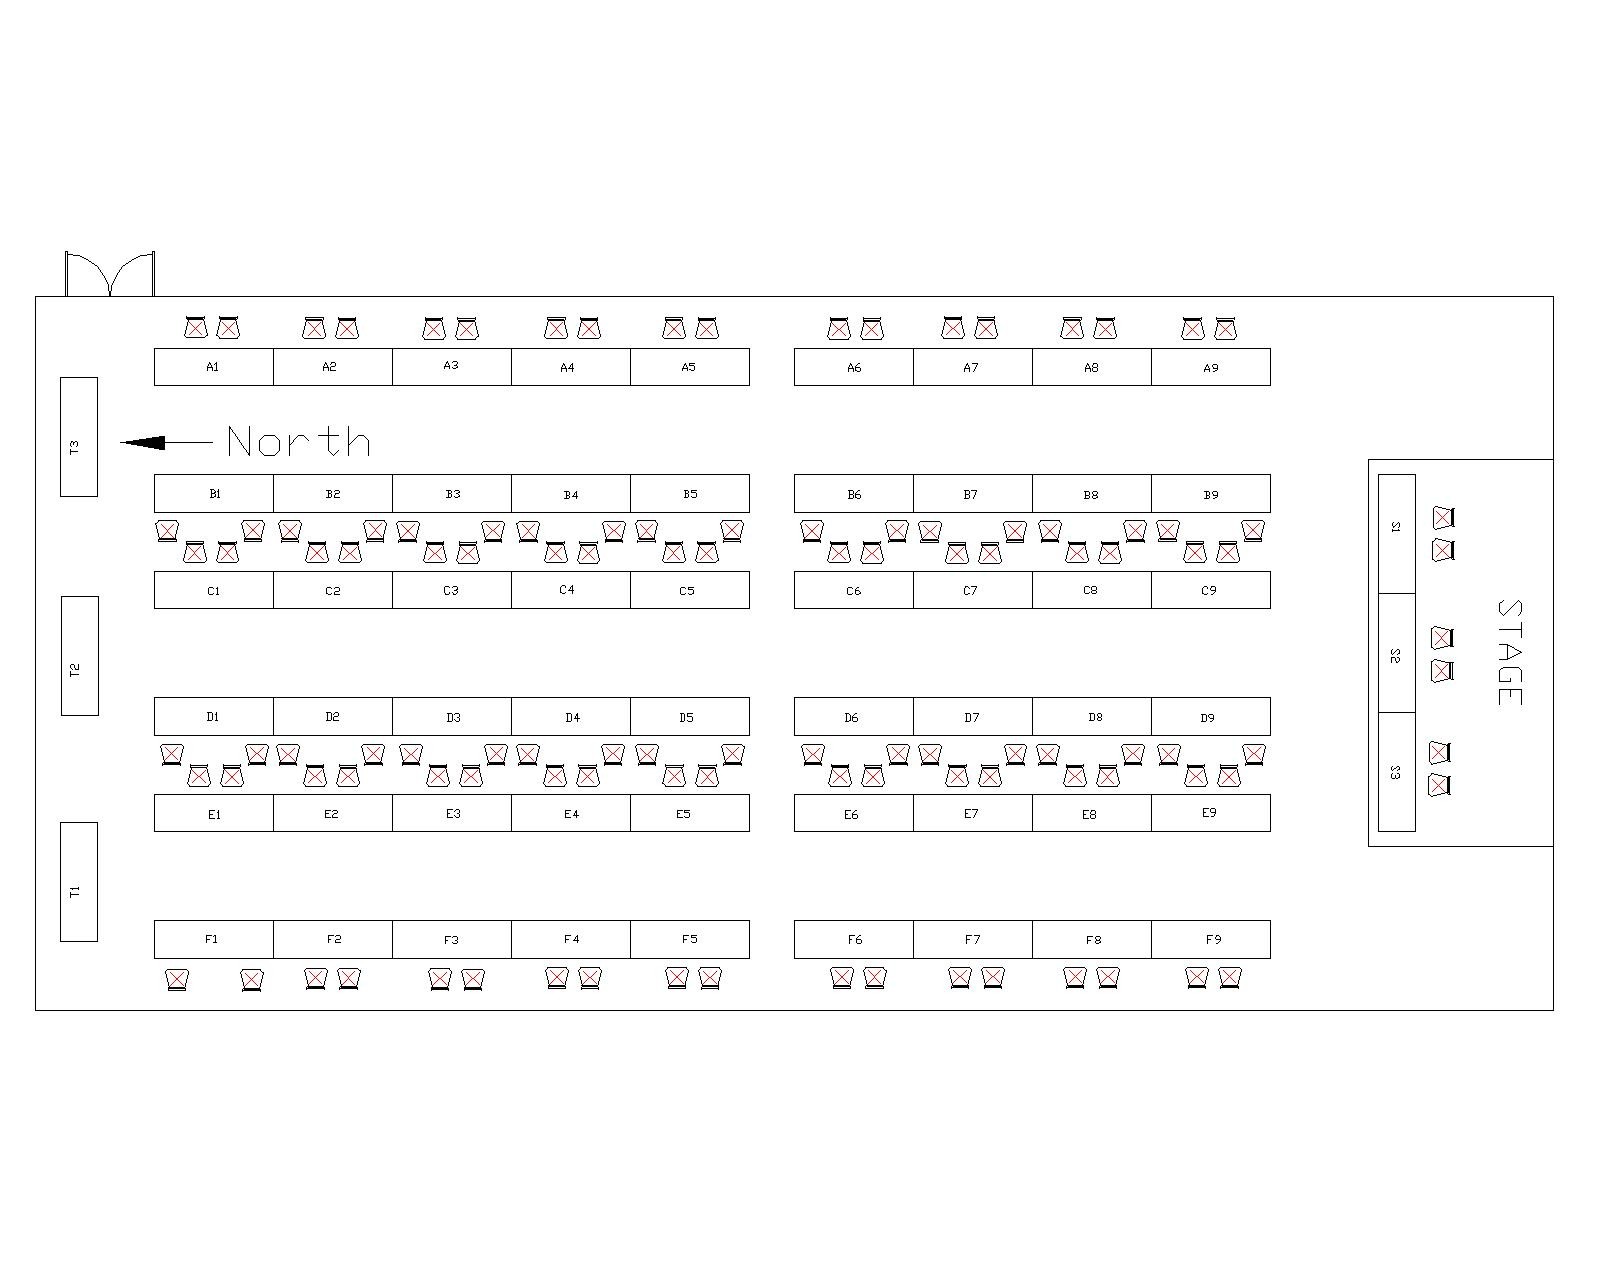 A1 A2 A3 A4 A5 A6 A7 A8 A9
T3
North
B1 B2 B3 B4 B5 B6 B7 B8 B9
S1
C1 C2 C3 C4 C5 C6 C7 C8 C9
T2
S2
STAGE
D1 D2 D3 D4 D5 D6 D7 D8 D9
S3
E1 E2 E3 E4 E5 E6 E7 E8 E9
T1
F1 F2 F3 F4 F5 F6 F7 F8 F9